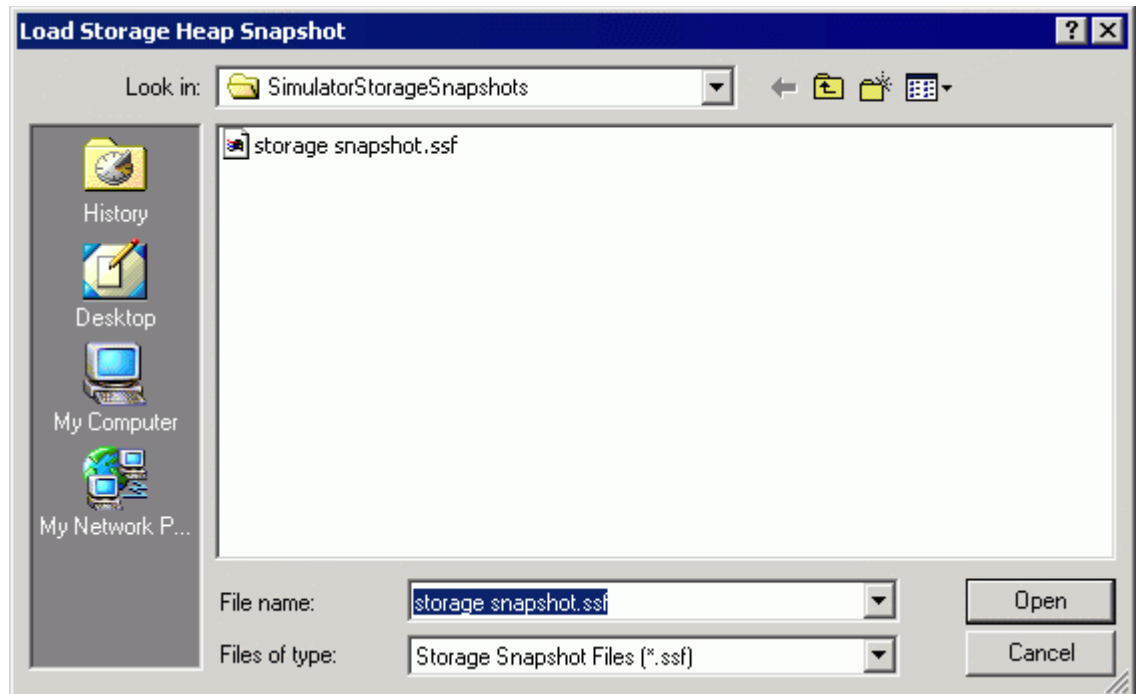 Load Storage Heap Snapshot
Look in: SimulatorStorageSnapshots
storage snapshot.ssf
History
Desktop
My Computer
My Network P...
File name: storage snapshot.ssf Open
Files of type: Storage Snapshot Files (*.ssf) Cancel